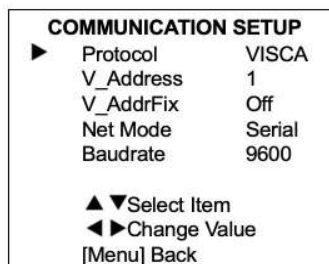 COMMUNICATION SETUP
▶ Protocol VISCA
V_Address 1
V_AddrFix Off
Net Mode Serial
Baudrate 9600
▲ ▼Select Item
◀ ▶Change Value
[Menu] Back